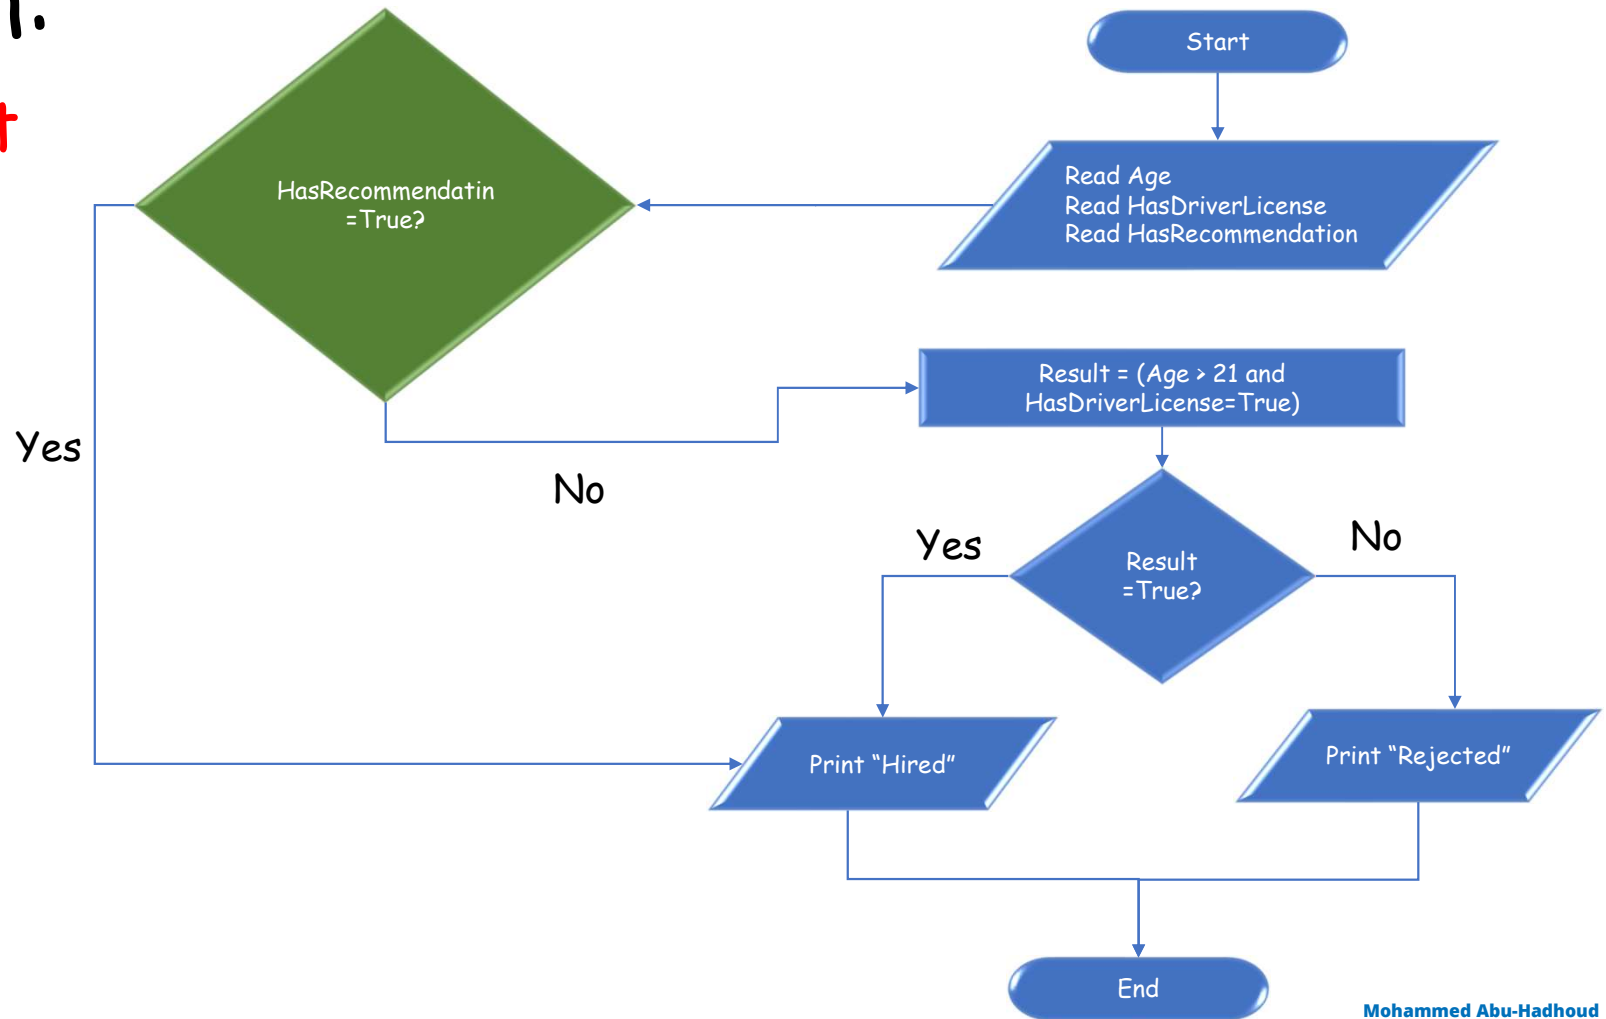 Start
Read Age
Read HasDriverLicense
Read HasRecommendation
HasRecommendatin
=True?
Yes
No
Result = (Age > 21 and
HasDriverLicense=True)
Result
=True?
Yes
No
Print “Hired”
Print “Rejected”
End
Mohammed Abu-Hadhoud